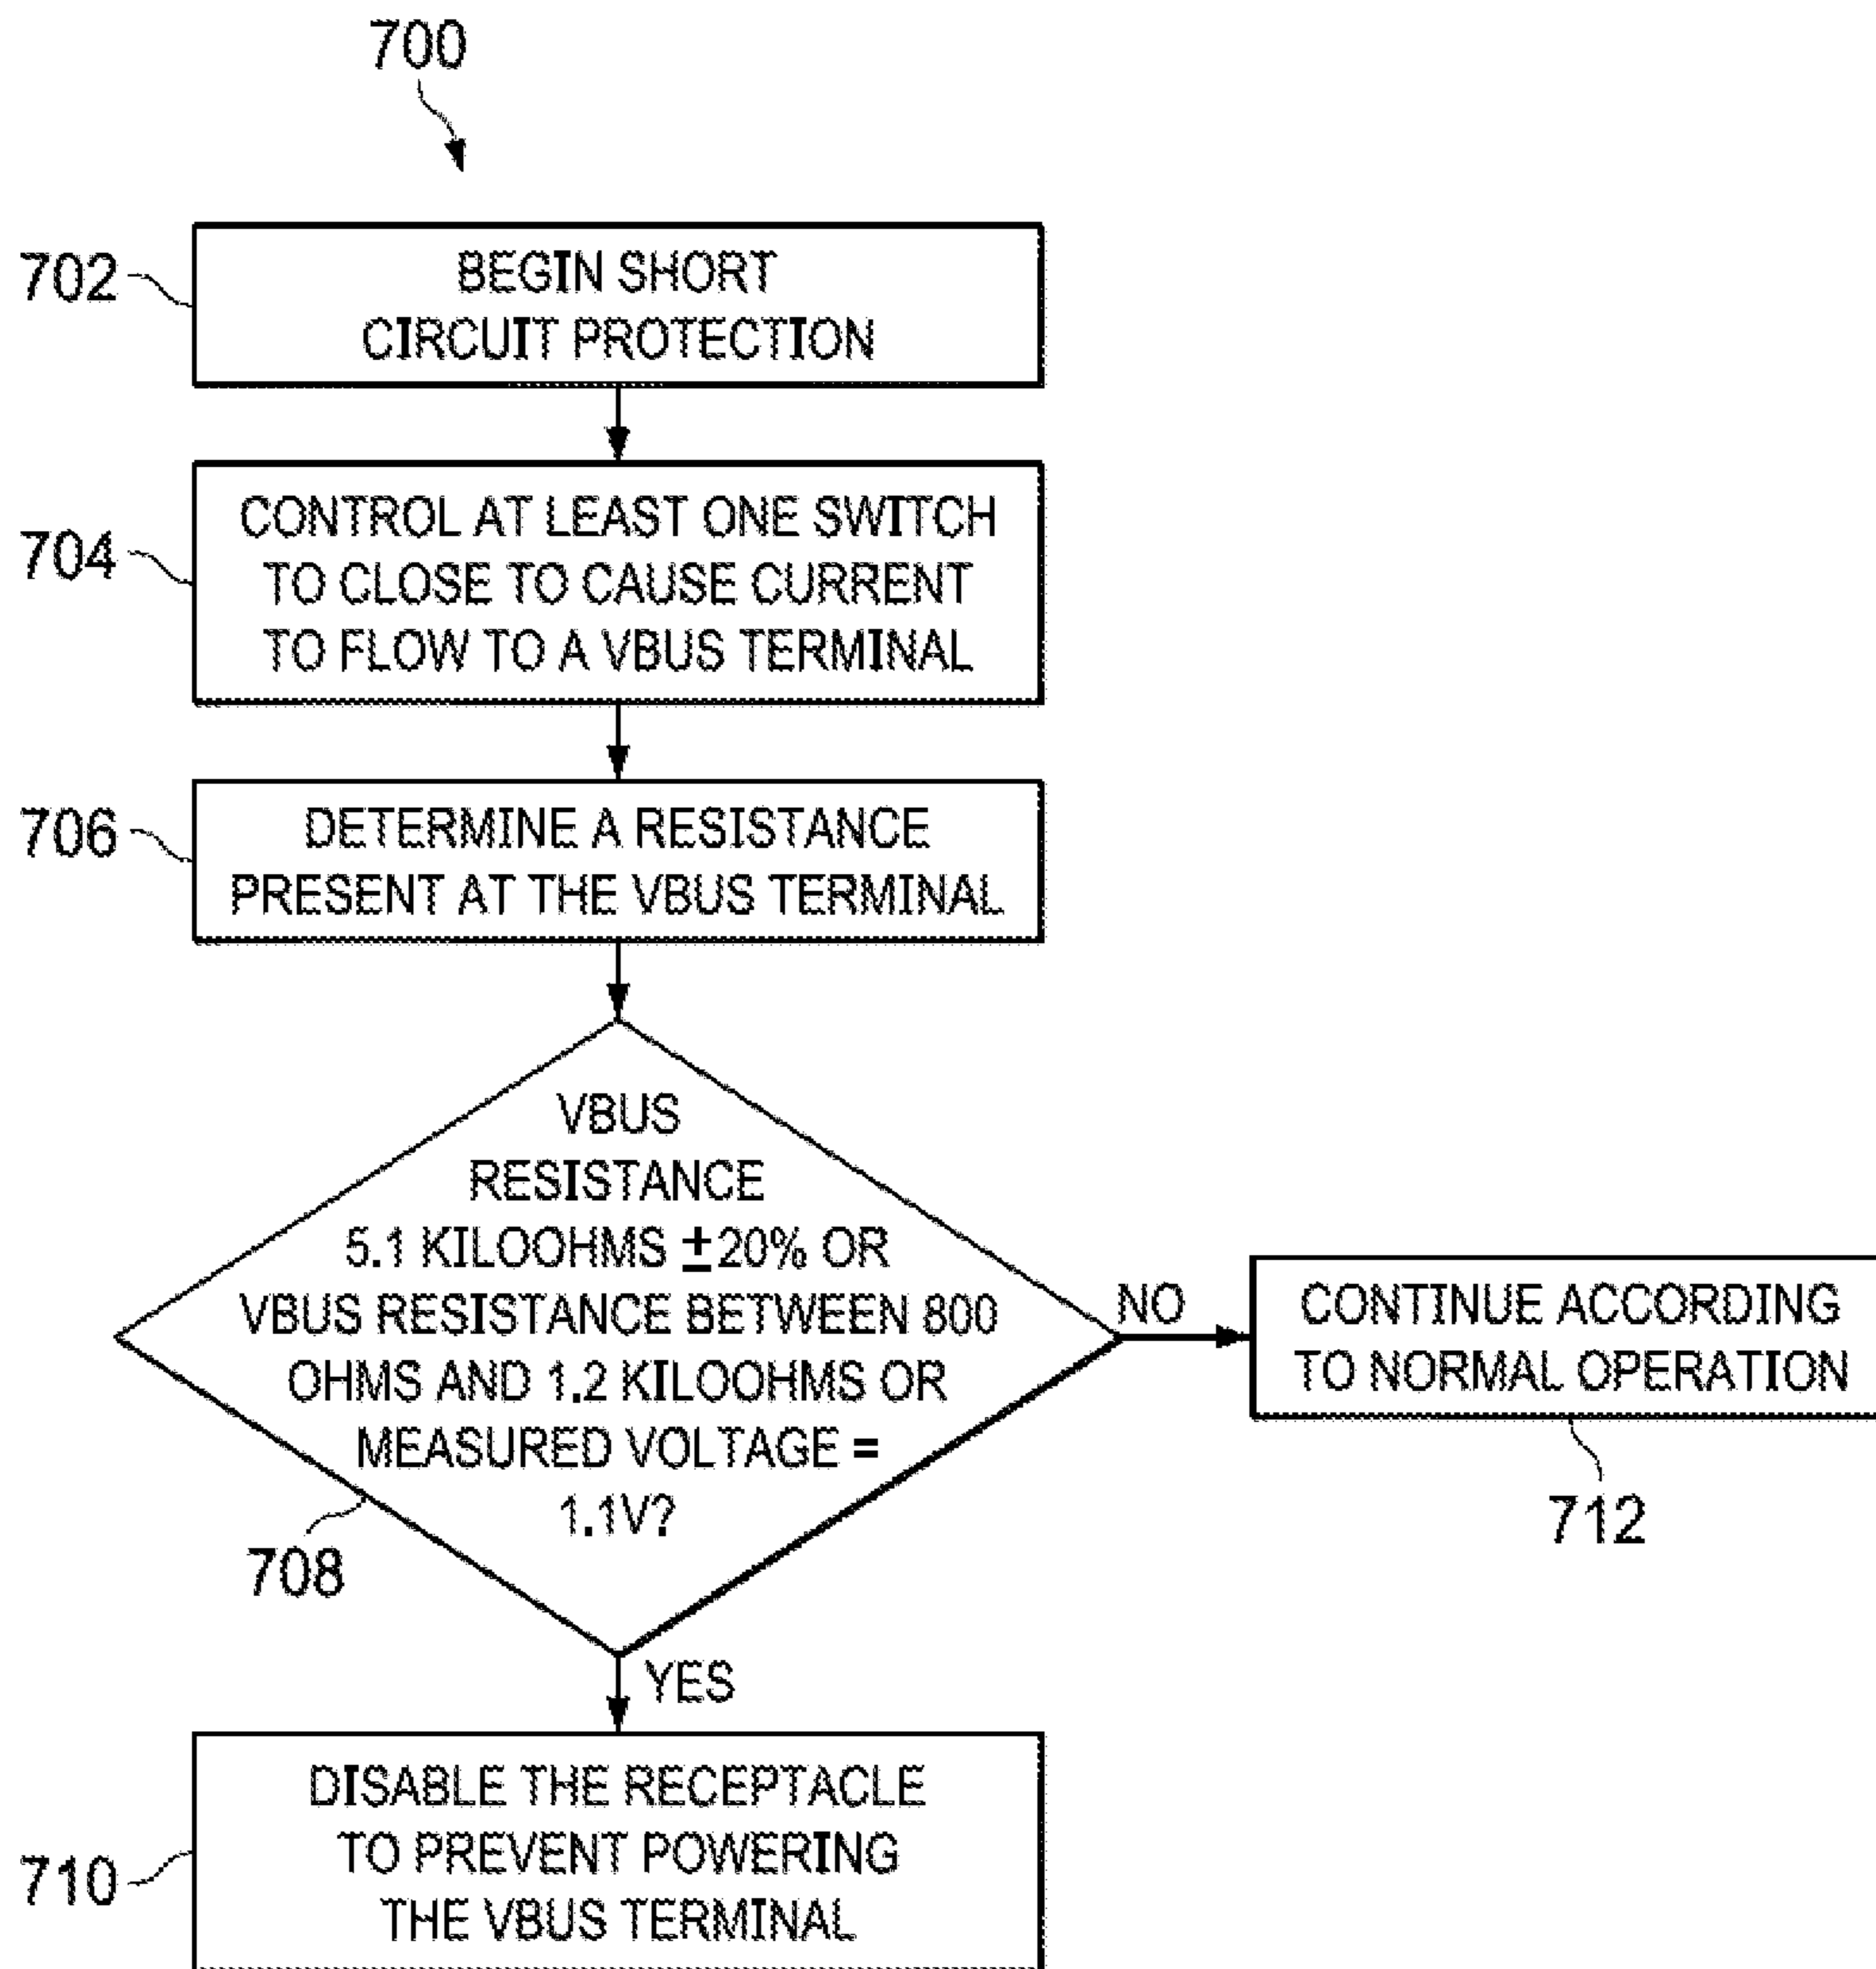 700
702
BEGIN SHORT
CIRCUIT PROTECTION
704
CONTROL AT LEAST ONE SWITCH
TO CLOSE TO CAUSE CURRENT
TO FLOW TO A VBUS TERMINAL
706
DETERMINE A RESISTANCE
PRESENT AT THE VBUS TERMINAL
VBUS
RESISTANCE
5.1 KILOOHMS ±20% OR
VBUS RESISTANCE BETWEEN 800
OHMS AND 1.2 KILOOHMS OR
MEASURED VOLTAGE =
1.1V?
708
NO
CONTINUE ACCORDING
TO NORMAL OPERATION
712
YES
710
DISABLE THE RECEPTACLE
TO PREVENT POWERING
THE VBUS TERMINAL